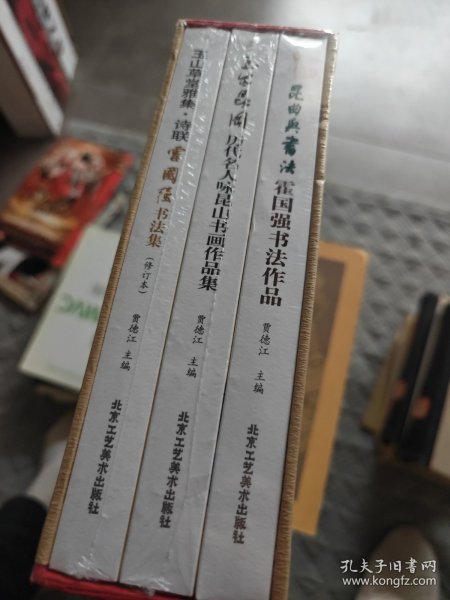 玉山草堂雅集·诗联 霍國强 书法集(修订本)
贾德江 主编
北京工艺美术出版社
历代名人咏昆山书画作品集
贾德江 主编
北京工艺美术出版社
昆曲與書法 霍国强书法作品
贾德江 主编
北京工艺美术出版社
孔夫子旧书网
www.kongfz.com